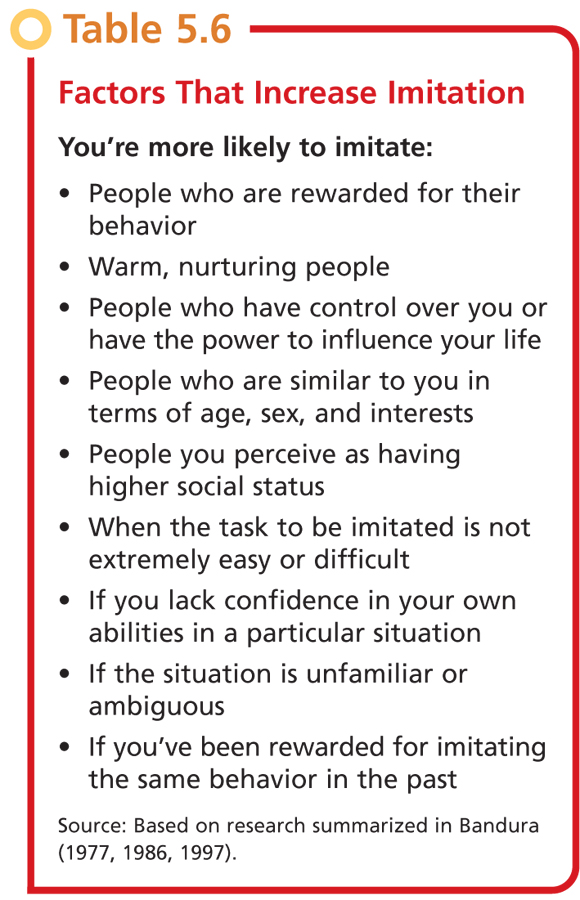 Table 5.6
Factors That Increase Imitation
You’re more likely to imitate:
• People who are rewarded for their
behavior
• Warm, nurturing people
• People who have control over you or
have the power to influence your life
• People who are similar to you in
terms of age, sex, and interests
• People you perceive as having
higher social status
• When the task to be imitated is not
extremely easy or difficult
• If you lack confidence in your own
abilities in a particular situation
• If the situation is unfamiliar or
ambiguous
• If you’ve been rewarded for imitating
the same behavior in the past
Source: Based on research summarized in Bandura
(1977, 1986, 1997).